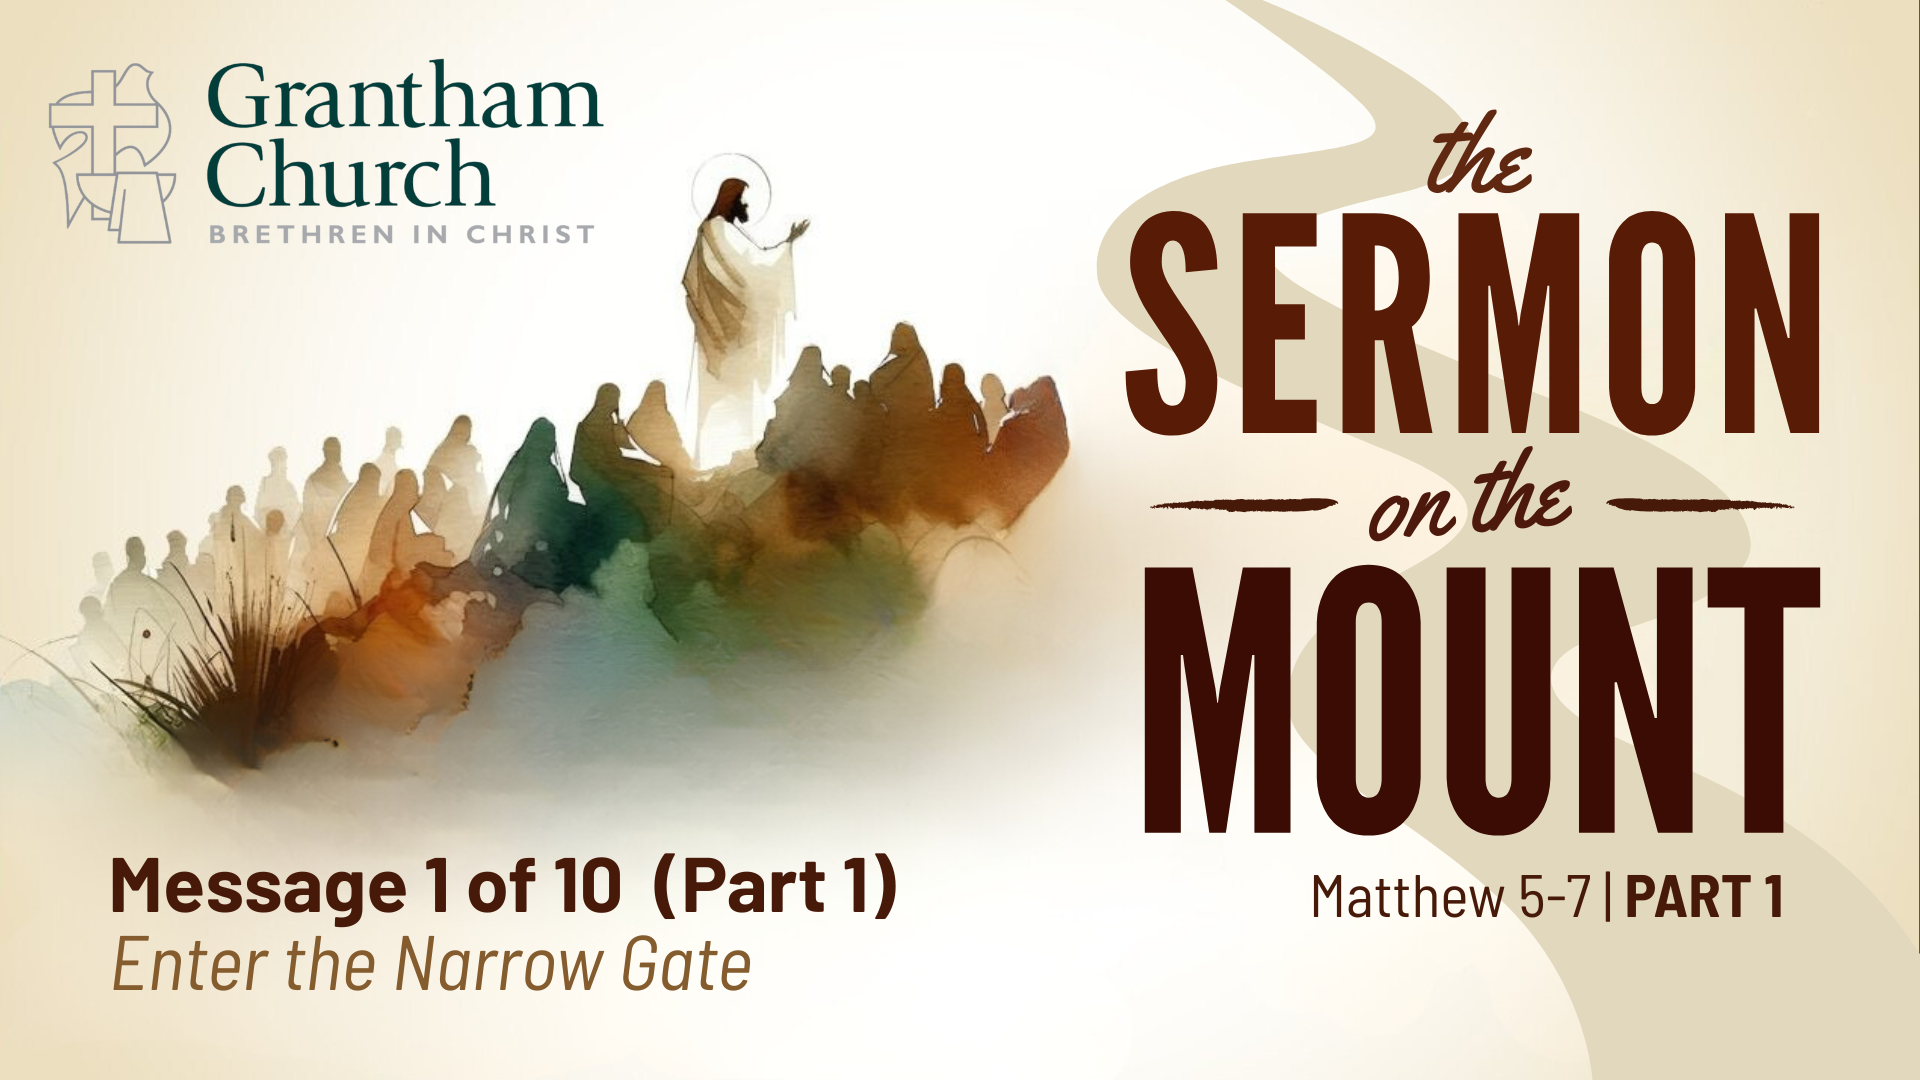 Grantham
Church
BRETHREN IN CHRIST
the
SERMON
on the
MOUNT
Matthew 5-7 | PART 1
Message 1 of 10 (Part 1)
Enter the Narrow Gate